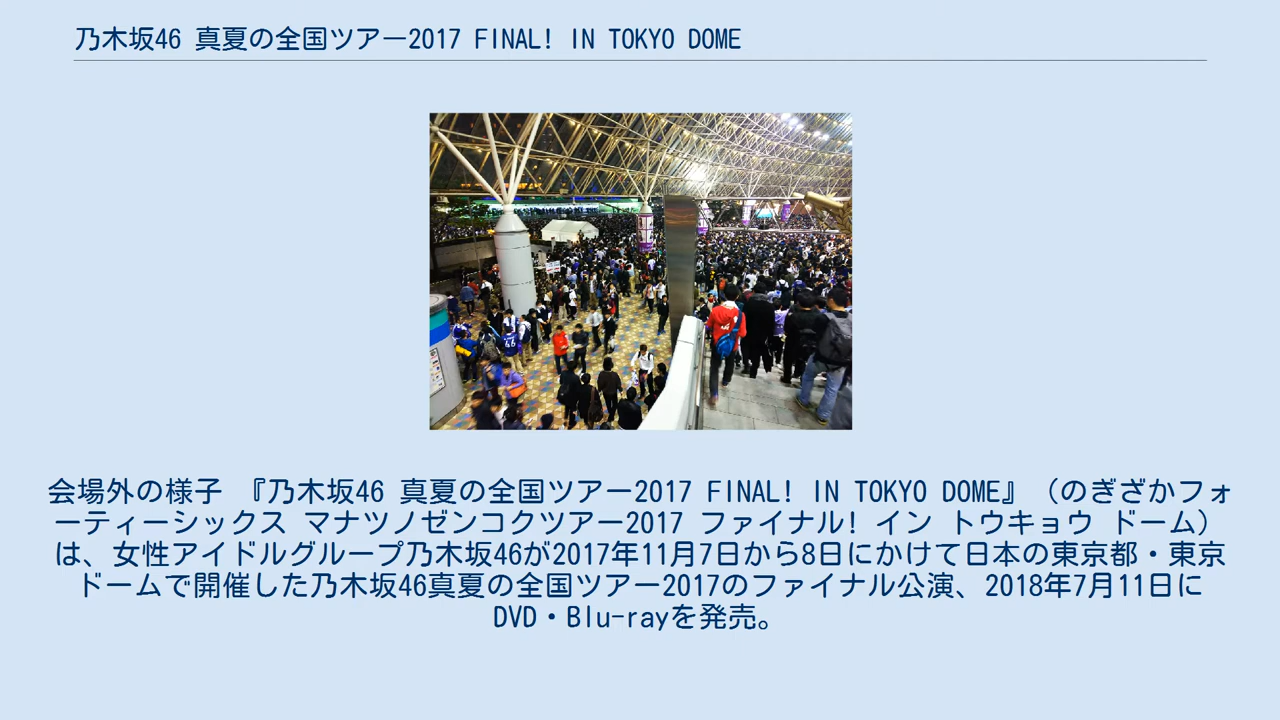 乃木坂46 真夏の全国ツアー2017 FINAL! IN TOKYO DOME
会場外の様子 『乃木坂46 真夏の全国ツアー2017 FINAL! IN TOKYO DOME』（のぎざかフォ
ーティーシックス マナツノゼンコクツアー2017 ファイナル! イン トウキョウ ドーム）
は、女性アイドルグループ乃木坂46が2017年11月7日から8日にかけて日本の東京都・東京
ドームで開催した乃木坂46真夏の全国ツアー2017のファイナル公演、2018年7月11日に
DVD・Blu-rayを発売。